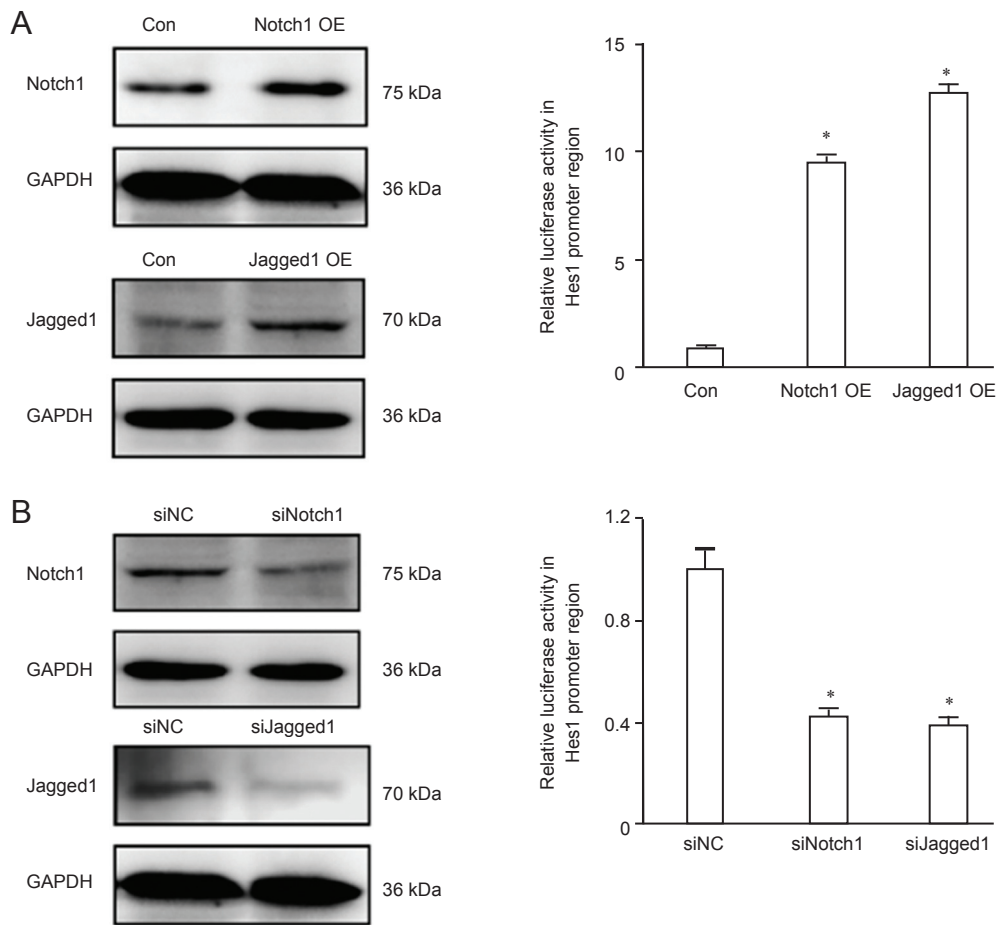 A
Con Notch1 OE
Notch1 75 kDa
GAPDH 36 kDa
Con Jagged1 OE
Jagged1 70 kDa
GAPDH 36 kDa
Relative luciferase activity in
Hes1 promoter region
15
10
5
0
*
*
Con Notch1 OE Jagged1 OE
B
siNC siNotch1
Notch1 75 kDa
GAPDH 36 kDa
siNC siJagged1
Jagged1 70 kDa
GAPDH 36 kDa
Relative luciferase activity in
Hes1 promoter region
1.2
0.8
0.4
0
*
*
siNC siNotch1 siJagged1